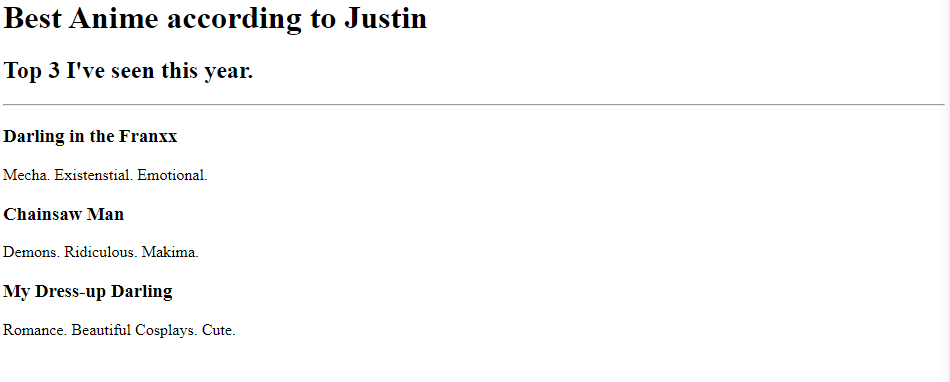 Best Anime according to Justin
Top 3 I've seen this year.
Darling in the Franxx
Mecha. Existenstial. Emotional.
Chainsaw Man
Demons. Ridiculous. Makima.
My Dress-up Darling
Romance. Beautiful Cosplays. Cute.